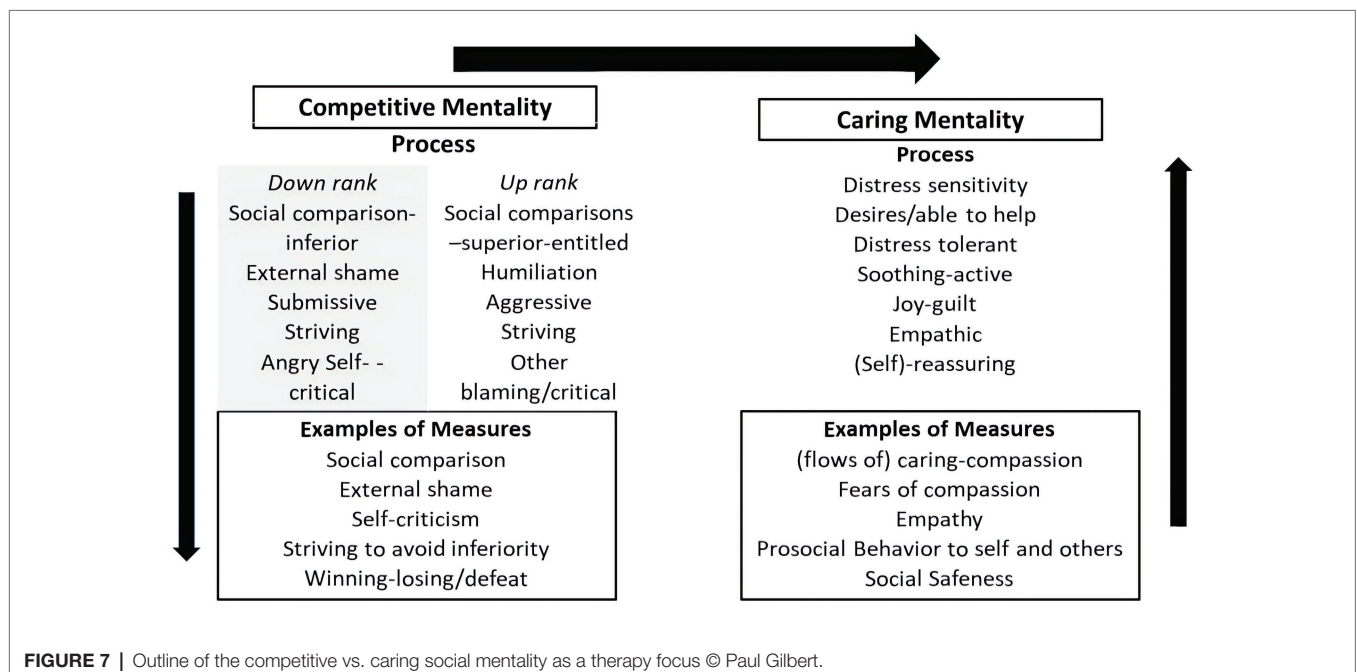 Competitive Mentality
Process
Down rank
Social comparison-
inferior
External shame
Submissive
Striving
Angry Self- -
critical
Up rank
Social comparisons
–superior-entitled
Humiliation
Aggressive
Striving
Other
blaming/critical
Examples of Measures
Social comparison
External shame
Self-criticism
Striving to avoid inferiority
Winning-losing/defeat
Caring Mentality
Process
Distress sensitivity
Desires/able to help
Distress tolerant
Soothing-active
Joy-guilt
Empathic
(Self)-reassuring
Examples of Measures
(flows of) caring-compassion
Fears of compassion
Empathy
Prosocial Behavior to self and others
Social Safeness
FIGURE 7 | Outline of the competitive vs. caring social mentality as a therapy focus © Paul Gilbert.